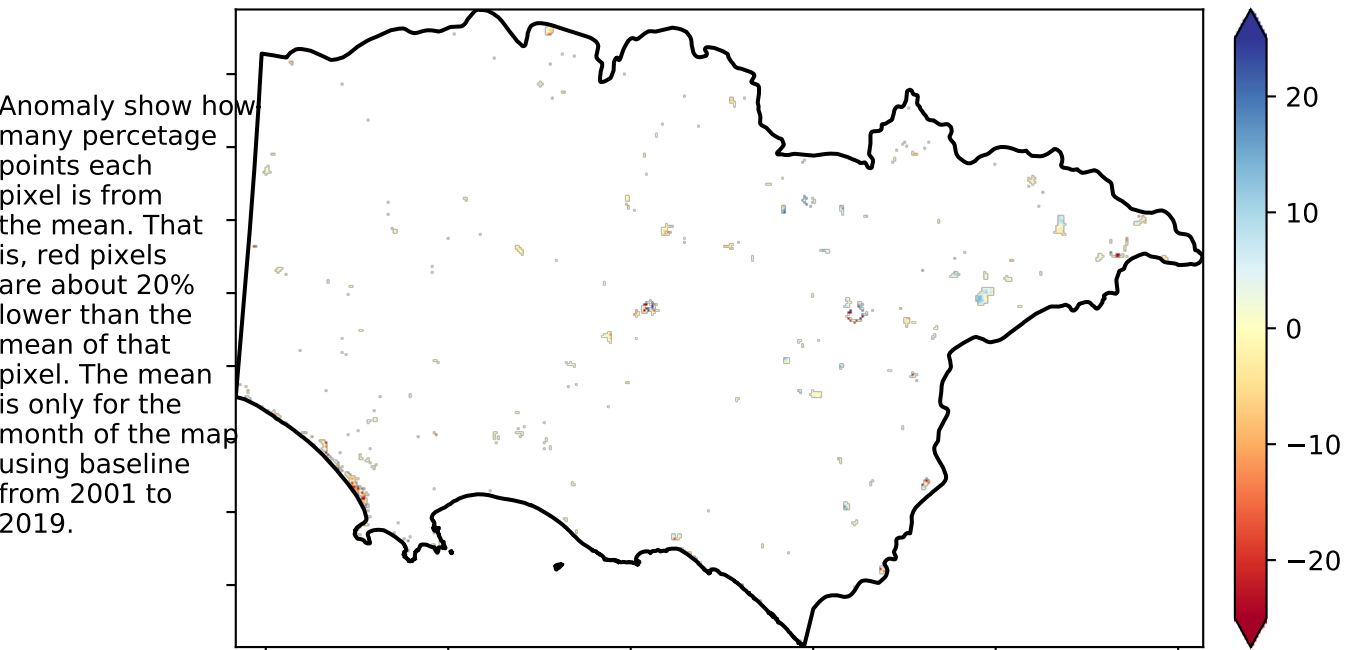 Anomaly show how
many percetage
points each
pixel is from
the mean. That
is, red pixels
are about 20%
lower than the
mean of that
pixel. The mean
is only for the
month of the map
using baseline
from 2001 to
2019.
20
10
0
−10
−20